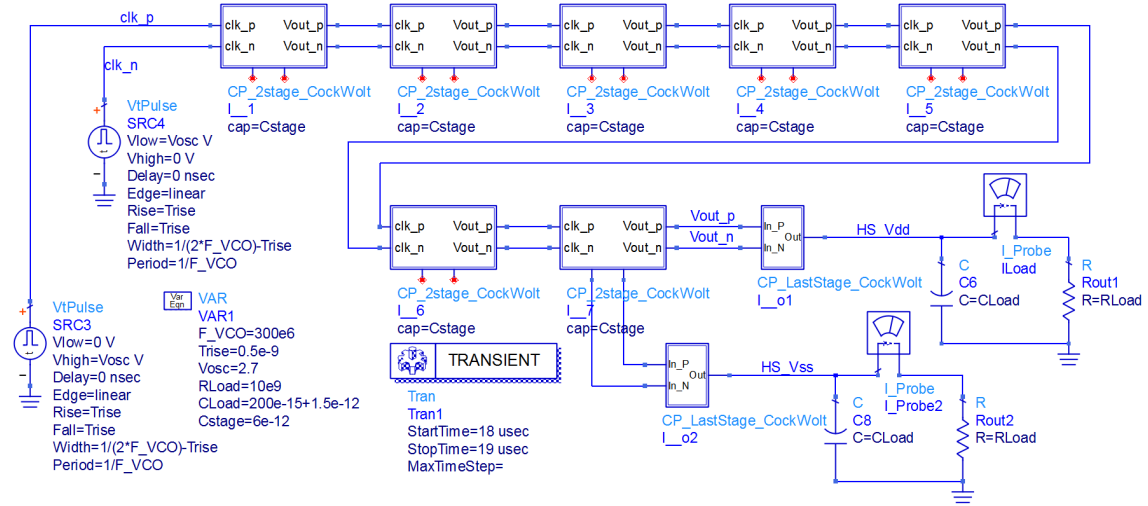 clk_p
clk_n
clk_p Vout_p
clk_n Vout_n
CP_2stage_CockWolt
I__1
cap=Cstage
clk_p Vout_p
clk_n Vout_n
CP_2stage_CockWolt
I__2
cap=Cstage
clk_p Vout_p
clk_n Vout_n
CP_2stage_CockWolt
I__3
cap=Cstage
clk_p Vout_p
clk_n Vout_n
CP_2stage_CockWolt
I__4
cap=Cstage
clk_p Vout_p
clk_n Vout_n
CP_2stage_CockWolt
I__5
cap=Cstage
+
VtPulse
SRC4
Vlow=Vosc V
Vhigh=0 V
Delay=0 nsec
Edge=linear
Rise=Trise
Fall=Trise
Width=1/(2*F_VCO)-Trise
Period=1/F_VCO
VtPulse
SRC3
Vlow=0 V
Vhigh=Vosc V
Delay=0 nsec
Edge=linear
Rise=Trise
Fall=Trise
Width=1/(2*F_VCO)-Trise
Period=1/F_VCO
Var
Eqn
VAR
VAR1
F_VCO=300e6
Trise=0.5e-9
Vosc=2.7
RLoad=10e9
CLoad=200e-15+1.5e-12
Cstage=6e-12
clk_p Vout_p
clk_n Vout_n
CP_2stage_CockWolt
I__6
cap=Cstage
clk_p Vout_p
clk_n Vout_n
CP_2stage_CockWolt
I__7
cap=Cstage
Vout_p
Vout_n
In_P
Out
In_N
CP_LastStage_CockWolt
I__o1
HS_Vdd
C
C6
C=CLoad
I_Probe
ILoad
R
Rout1
R=RLoad
TRANSIENT
Tran
Tran1
StartTime=18 usec
StopTime=19 usec
MaxTimeStep=
In_P
Out
In_N
CP_LastStage_CockWolt
I__o2
HS_Vss
C
C8
C=CLoad
I_Probe
I_Probe2
R
Rout2
R=RLoad